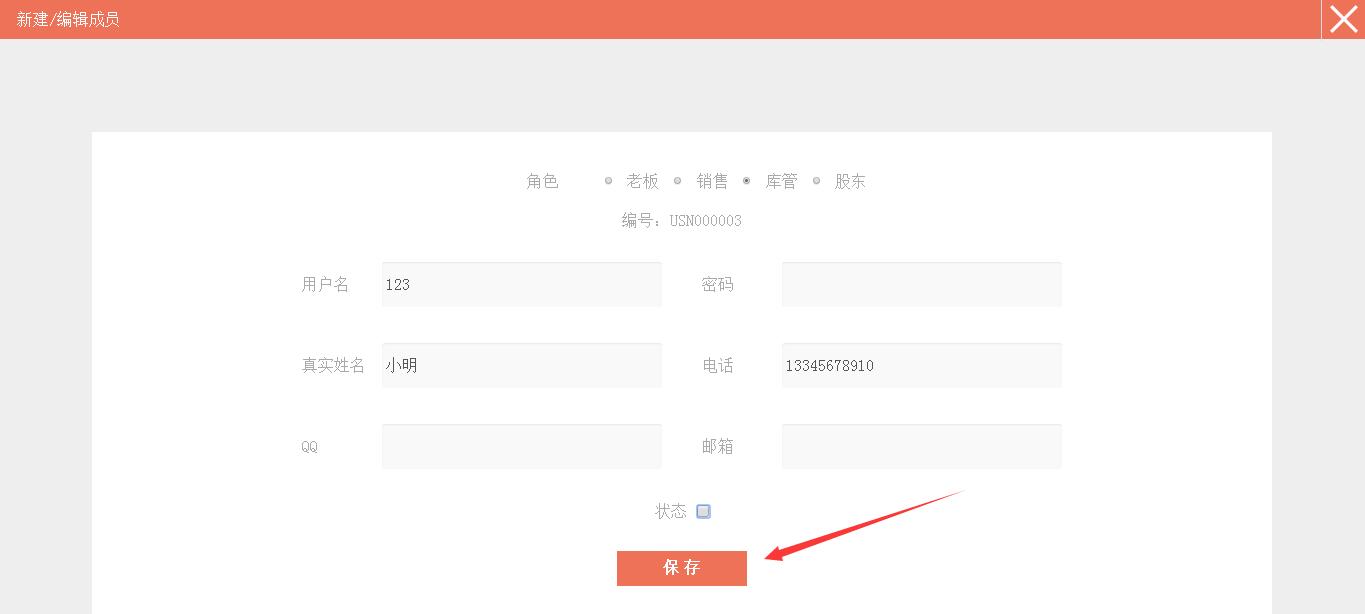 新建/编辑成员
角色 老板 销售 库管 股东
编号：USN000003
用户名 123 密码
真实姓名 小明 电话 13345678910
QQ 邮箱
状态
保存